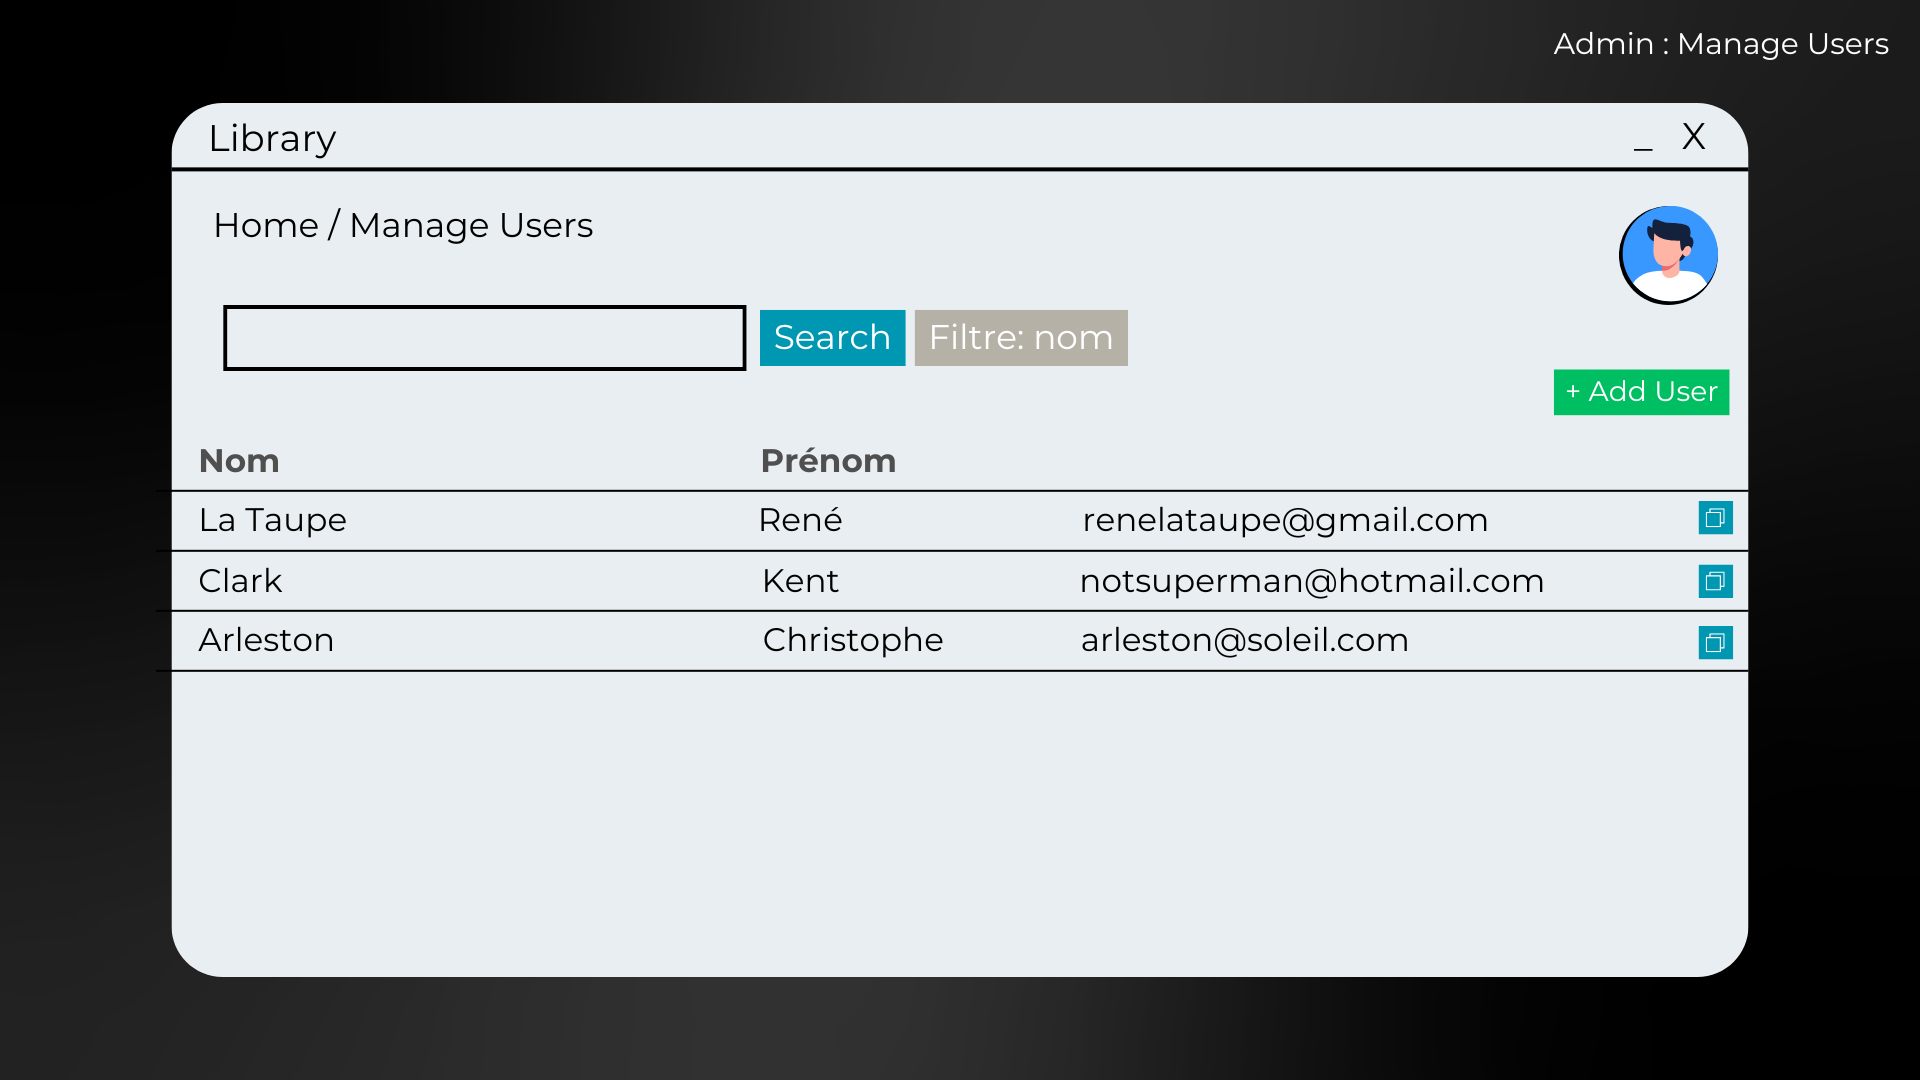 Admin : Manage Users
Library
_ X
Home / Manage Users
Search Filtre: nom
+ Add User
Nom Prénom
La Taupe René renelataupe@gmail.com
Clark Kent notsuperman@hotmail.com
Arleston Christophe arleston@soleil.com